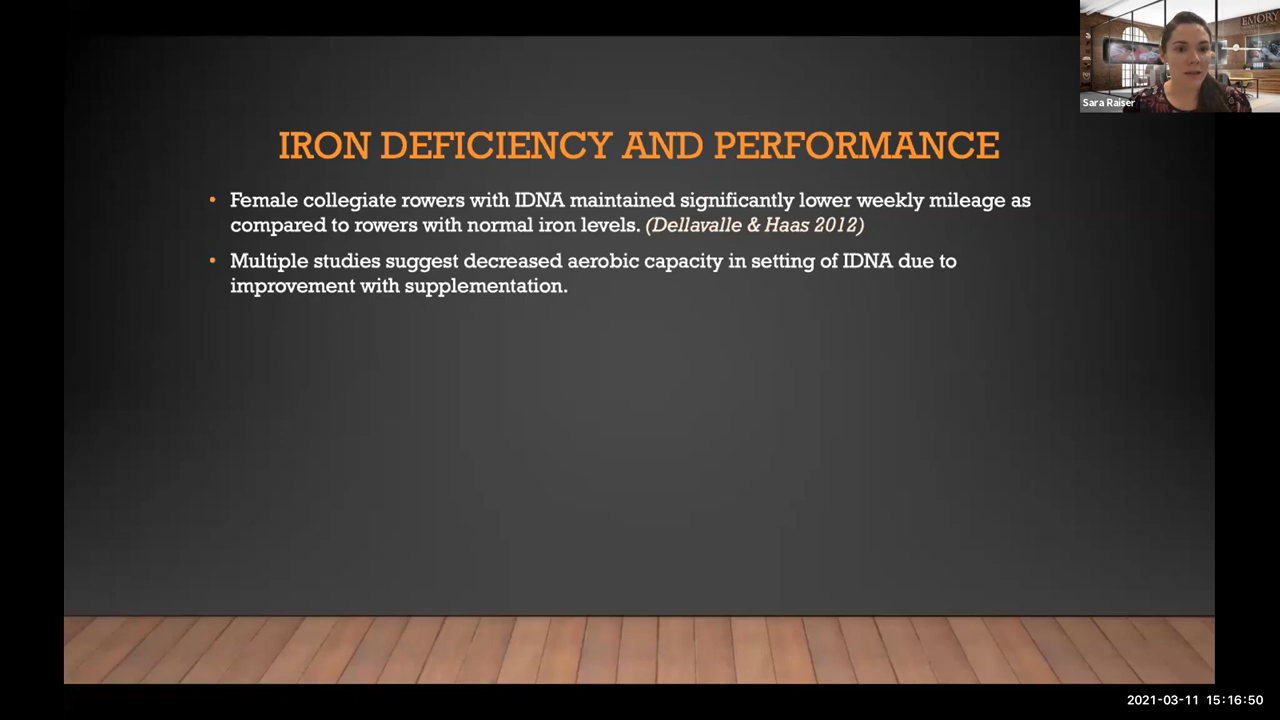 EMORY
Sara Raiser
IRON DEFICIENCY AND PERFORMANCE
• Female collegiate rowers with IDNA maintained significantly lower weekly mileage as
compared to rowers with normal iron levels. (Dellavalle & Haas 2012)
• Multiple studies suggest decreased aerobic capacity in setting of IDNA due to
improvement with supplementation.
2021-03-11 15:16:50